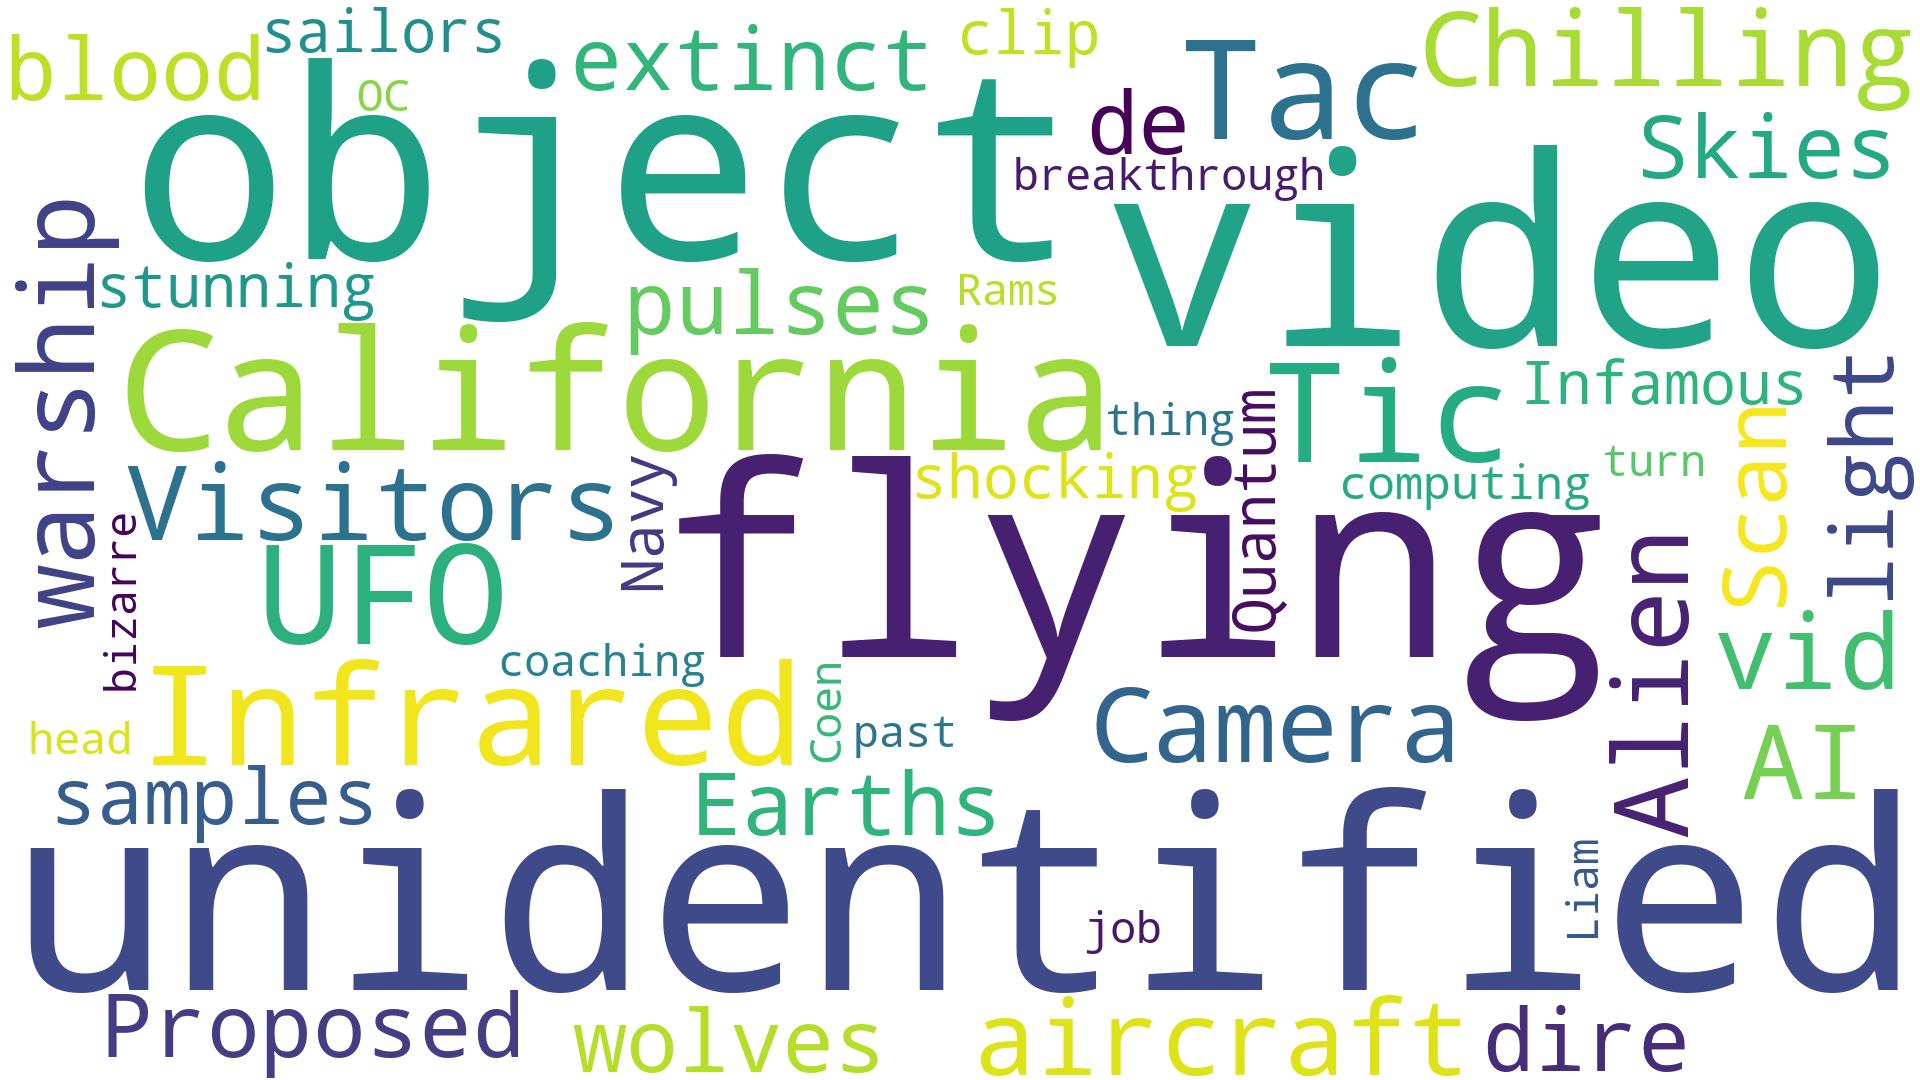 sailors
clip
Chilling
blood
extinct
Tac
OC
object
de
Skies
breakthrough
video
warship
stunning
pulses
Rams
California
Tic
Infamous
light
thing
Quantum
Scan
Visitors
Navy
shocking
computing
turn
bizarre
UFO
flying
Alien
vid
coaching
Infrared
Coen
past
Camera
head
AI
samples
Earths
unidentified
Liam
job
Proposed
wolves
aircraft
dire